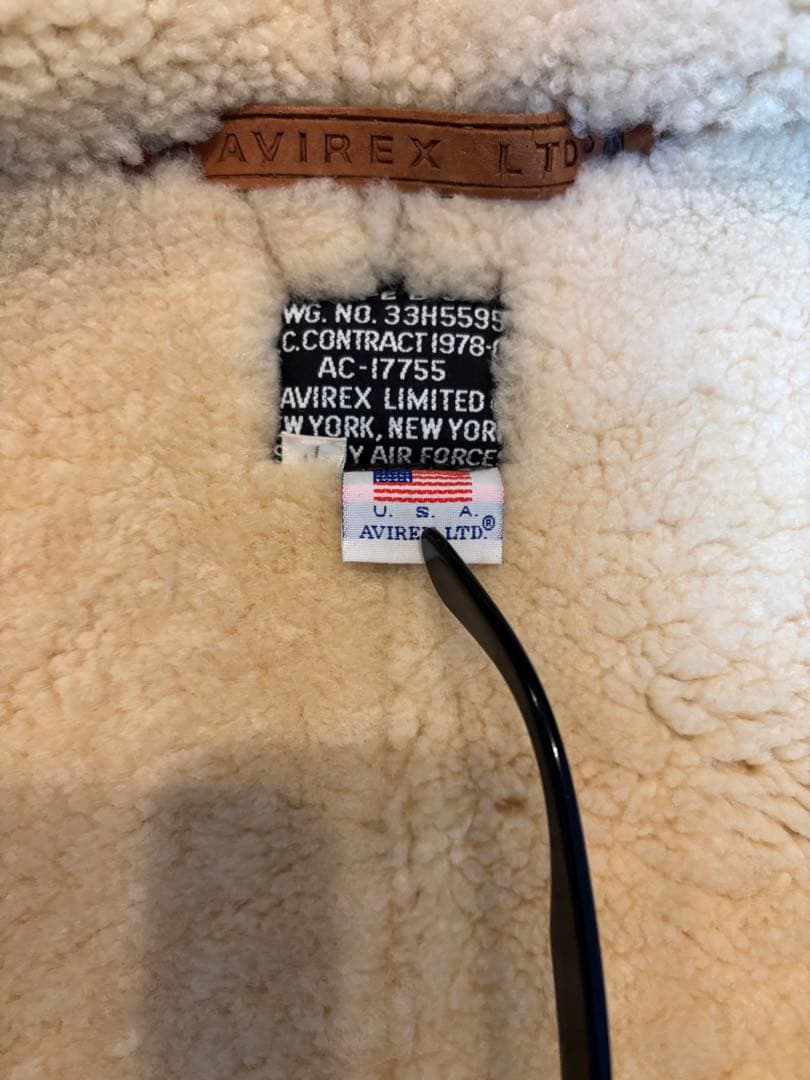 AVIREX LTD
WG. NO. 33H5595
C. CONTRACT 1978-
AC-17755
AVIREX LIMITED
W YORK, NEW YOR
Y AIR FORCE
U. S. A.
AVIREX LTD.®